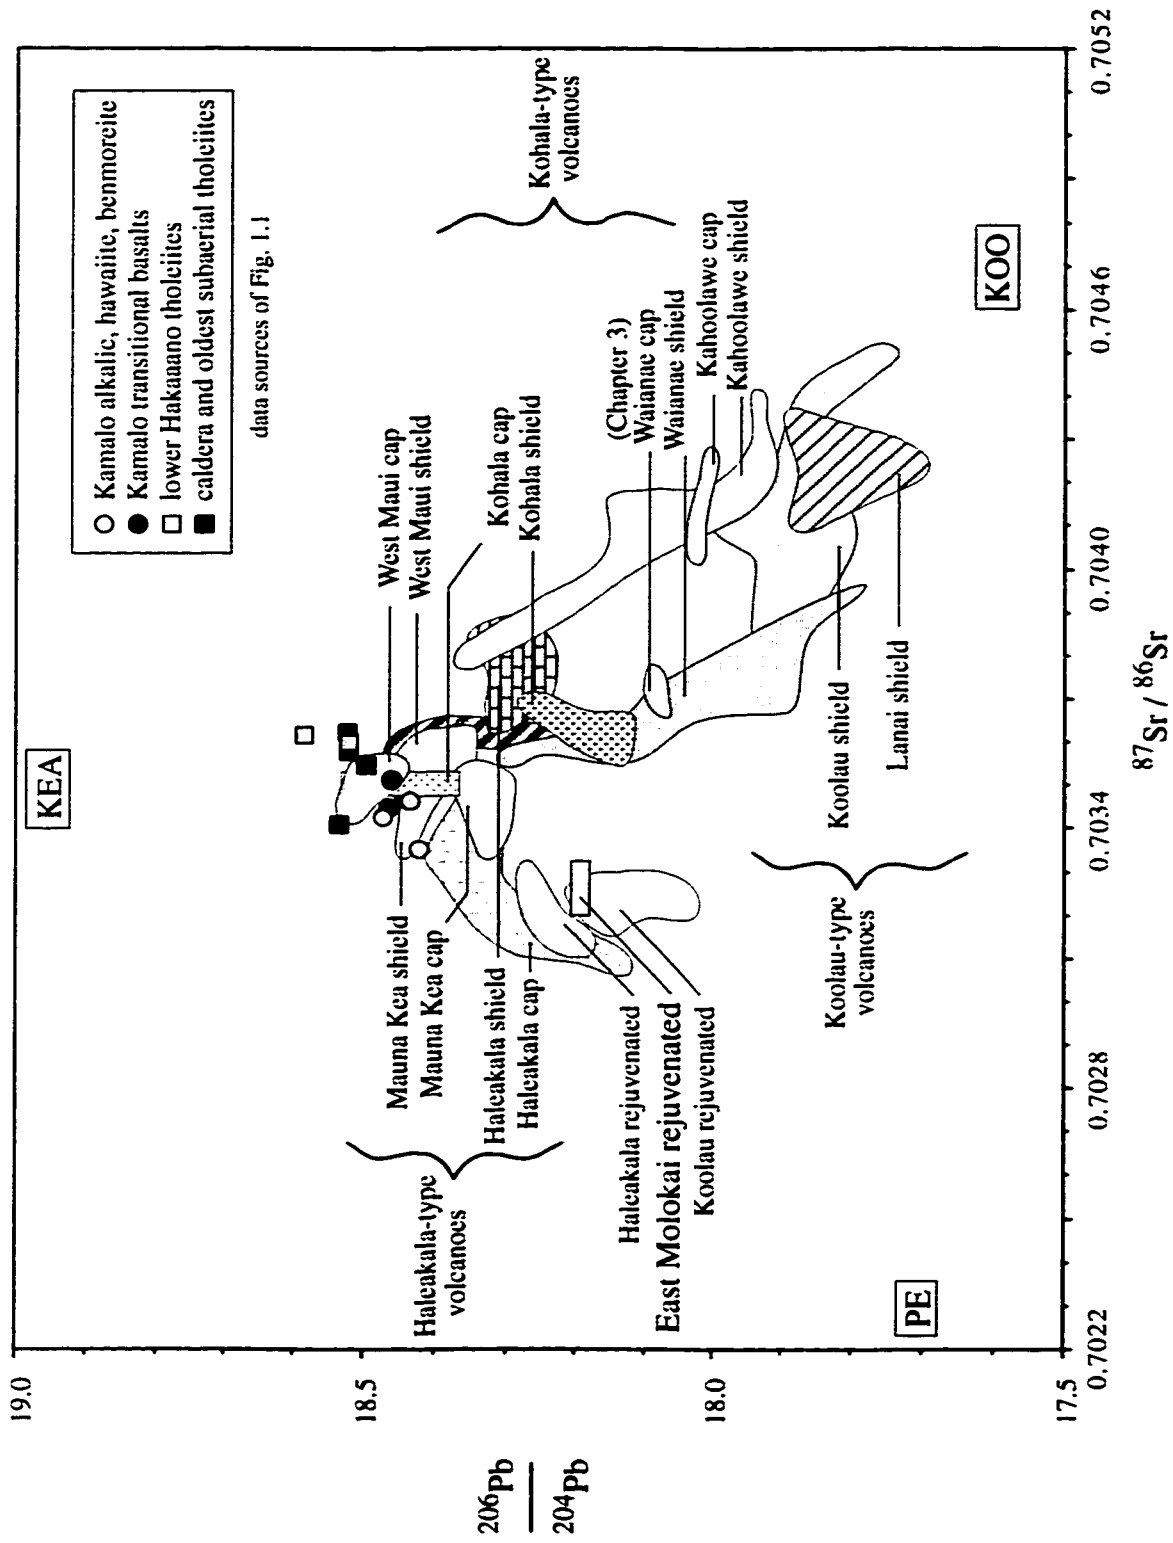 19.0
18.5
18.0
17.5
206Pb
204Pb
0.7022
0.7028
0.7034
0.7040
0.7046
0.7052
87Sr / 86Sr
KEA
PE
KOO
Kamalo alkalic, hawaiite, benmoreite
Kamalo transitional basalts
lower Hakaaano tholeiites
caldera and oldest subaerial tholeiites
data sources of Fig. 1.1
Haleakala-type
volcanoes
Mauna Kea shield
Mauna Kea cap
Haleakala shield
Haleakala cap
Haleakala rejuvenated
East Molokai rejuvenated
Koolau rejuvenated
West Maui cap
West Maui shield
Kohala cap
Kohala shield
Kohala-type
volcanoes
(Chapter 3)
Waianae cap
Waianae shield
Kahoolawe cap
Kahoolawe shield
Koolau shield
Lanai shield
Koolau-type
volcanoes